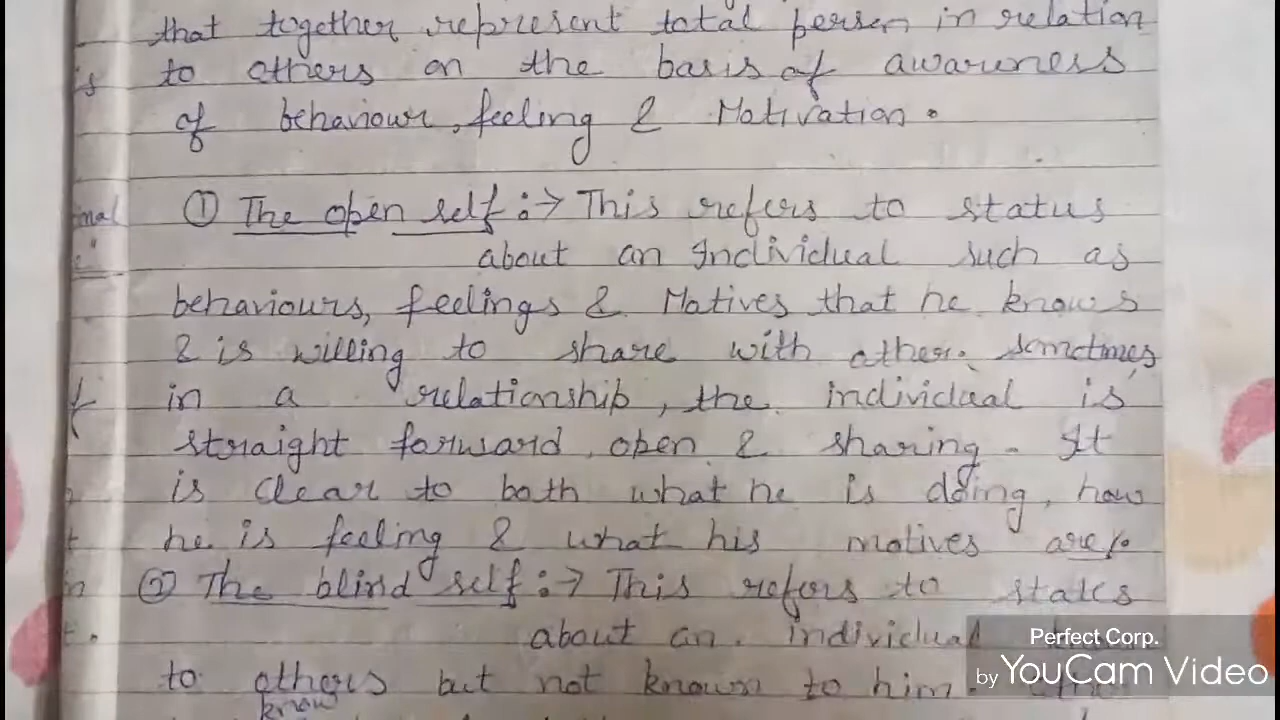 that together represent total person in relation
is to others on the basis of awareness
of behaviour, feeling & Motivation.
① The open self :→ This refers to status
about an Individual such as
behaviours, feelings & Motives that he knows
& is willing to share with other. sometimes,
in a relationship, the individual is
straight forward, open & sharing. It
is clear to both what he is doing, how
he is feeling & what his motives are.
② The blind self :→ This refers to states
about an individual
to others but not known to him.
know
Perfect Corp.
by YouCam Video